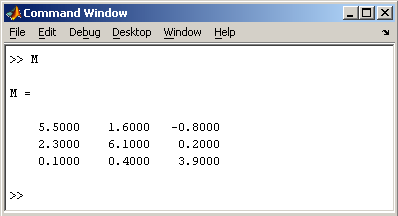 Command Window
File Edit Debug Desktop Window Help
>> M
M =
5.5000 1.6000 -0.8000
2.3000 6.1000 0.2000
0.1000 0.4000 3.9000
>>